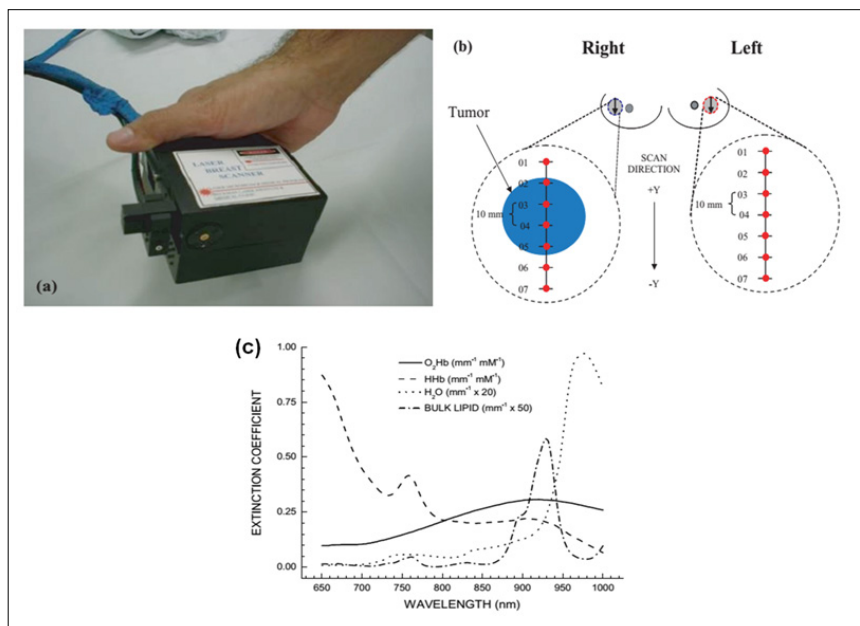 (a)
LASER
BREAST
SCANNER
(b)
Right
Left
Tumor
01
02
03
10 mm
04
05
06
07
SCAN
DIRECTION
+Y
-Y
01
02
03
10 mm
04
05
06
07
(c)
O₂Hb (mm⁻¹ mM⁻¹)
HHb (mm⁻¹ mM⁻¹)
H₂O (mm⁻¹ x 20)
BULK LIPID (mm⁻¹ x 50)
EXTINCTION COEFFICIENT
1.00
0.75
0.50
0.25
0.00
650 700 750 800 850 900 950 1000
WAVELENGTH (nm)